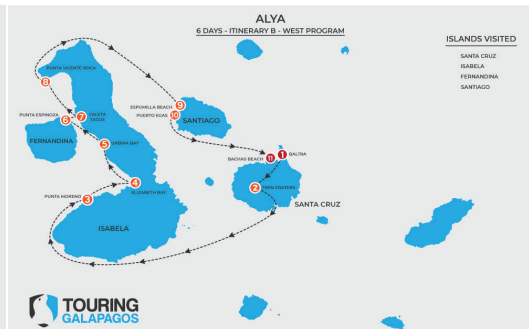 ALYA
6 DAYS - ITINERARY B - WEST PROGRAM
ISLANDS VISITED
SANTA CRUZ
ISABELA
FERNANDINA
SANTIAGO
PUNTA VICENTE ROCA
8
ESPUMILLA BEACH
9
PUERTO EGAS
10
SANTIAGO
PUNTA ESPINOZA
6
7
CALETA
TAGUS
FERNANDINA
5
URBINA BAY
BACHAS BEACH
11
1
BALTRA
4
ELIZABETH BAY
2
TWIN CRATERS
PUNTA MORENO
3
SANTA CRUZ
ISABELA
TOURING
GALAPAGOS